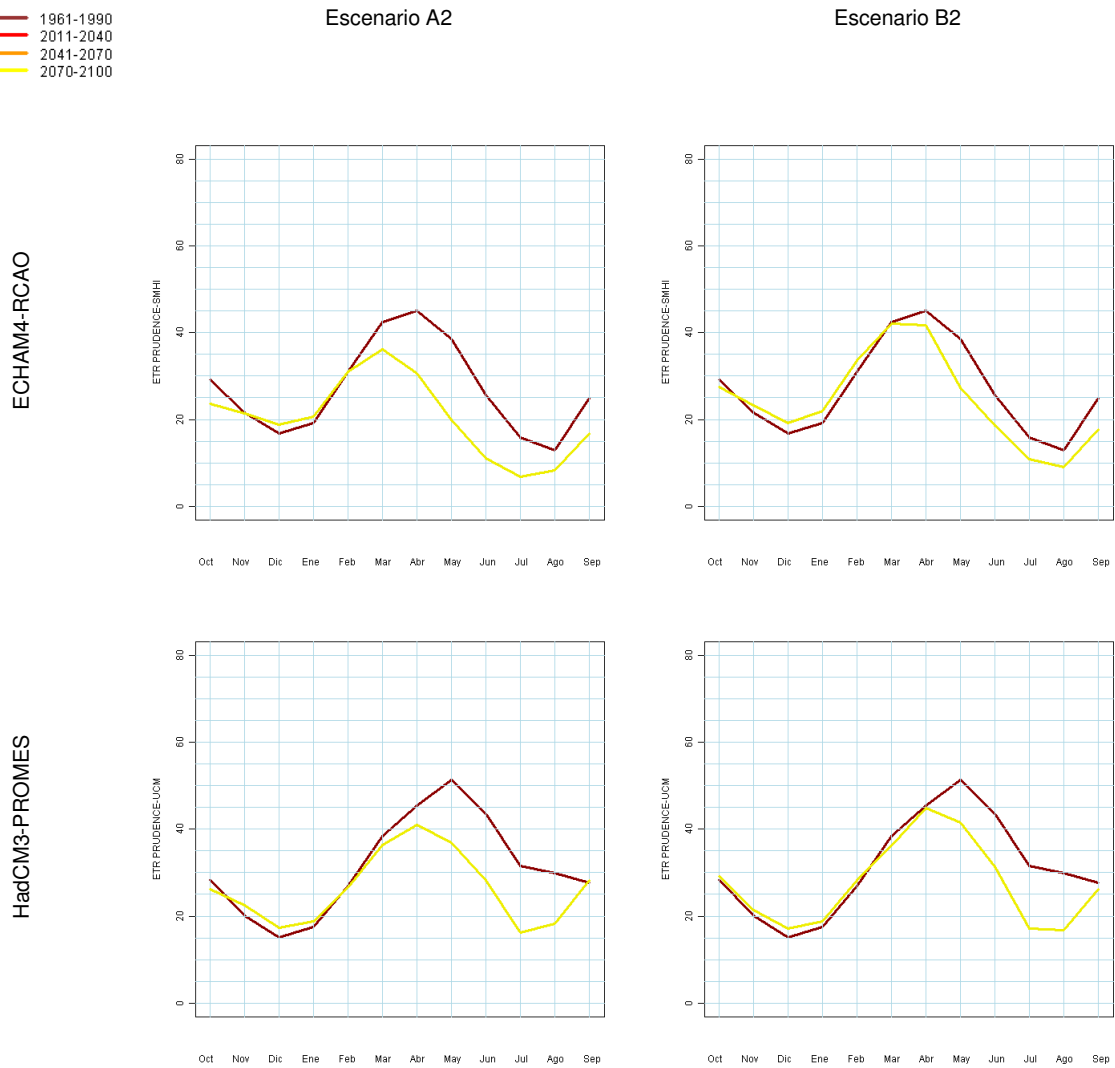 1961-1990
2011-2040
2041-2070
2070-2100
Escenario A2
Escenario B2
ECHAM4-RCAO
ETR PRUDENCE-SMHI
80
60
40
20
0
Oct Nov Dic Ene Feb Mar Abr May Jun Jul Ago Sep
ETR PRUDENCE-SMHI
80
60
40
20
0
Oct Nov Dic Ene Feb Mar Abr May Jun Jul Ago Sep
HadCM3-PROMES
ETR PRUDENCE-UCM
80
60
40
20
0
Oct Nov Dic Ene Feb Mar Abr May Jun Jul Ago Sep
ETR PRUDENCE-UCM
80
60
40
20
0
Oct Nov Dic Ene Feb Mar Abr May Jun Jul Ago Sep